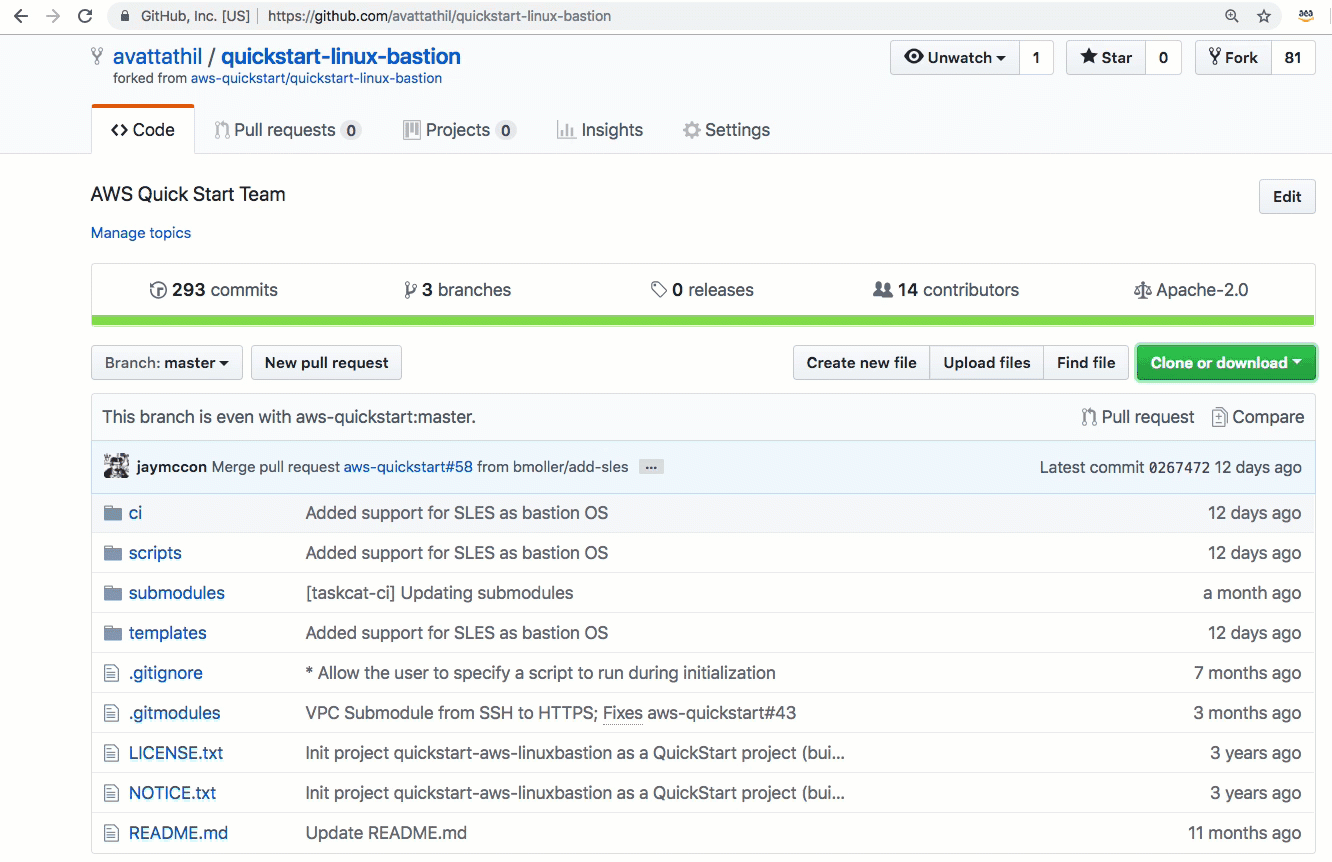 GitHub, Inc. [US] https://github.com/avattathil/quickstart-linux-bastion
avattathil / quickstart-linux-bastion Unwatch 1 Star 0 Fork 81
forked from aws-quickstart/quickstart-linux-bastion
Code Pull requests 0 Projects 0 Insights Settings
AWS Quick Start Team Edit
Manage topics
293 commits 3 branches 0 releases 14 contributors Apache-2.0
Branch: master New pull request Create new file Upload files Find file Clone or download
This branch is even with aws-quickstart:master. Pull request Compare
jaymccon Merge pull request aws-quickstart#58 from bmoller/add-sles ... Latest commit 0267472 12 days ago
ci Added support for SLES as bastion OS 12 days ago
scripts Added support for SLES as bastion OS 12 days ago
submodules [taskcat-ci] Updating submodules a month ago
templates Added support for SLES as bastion OS 12 days ago
.gitignore * Allow the user to specify a script to run during initialization 7 months ago
.gitmodules VPC Submodule from SSH to HTTPS; Fixes aws-quickstart#43 3 months ago
LICENSE.txt Init project quickstart-aws-linuxbastion as a QuickStart project (bui... 3 years ago
NOTICE.txt Init project quickstart-aws-linuxbastion as a QuickStart project (bui... 3 years ago
README.md Update README.md 11 months ago